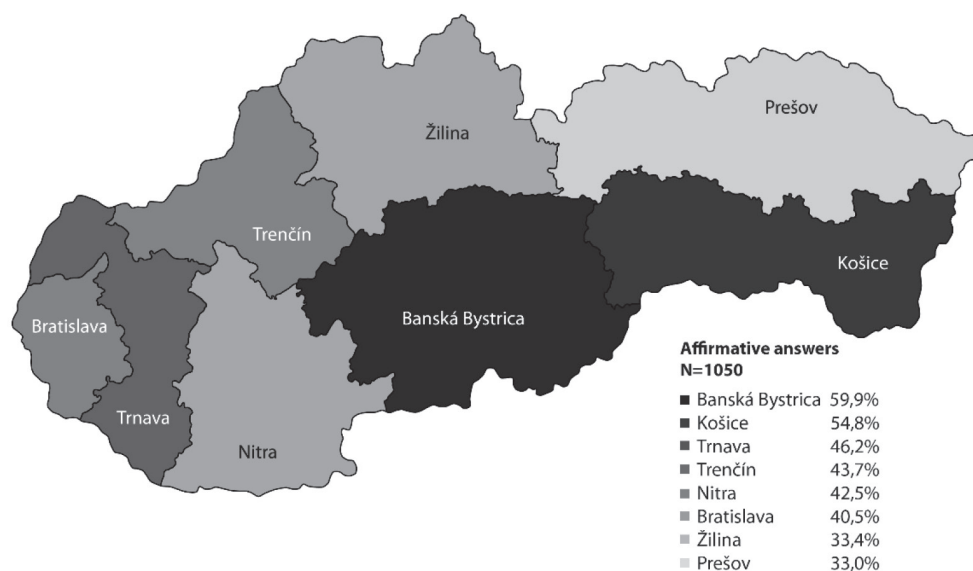 Prešov
Žilina
Trenčín
Košice
Bratislava
Banská Bystrica
Trnava
Nitra
Affirmative answers
N=1050
Banská Bystrica 59,9%
Košice 54,8%
Trnava 46,2%
Trenčín 43,7%
Nitra 42,5%
Bratislava 40,5%
Žilina 33,4%
Prešov 33,0%